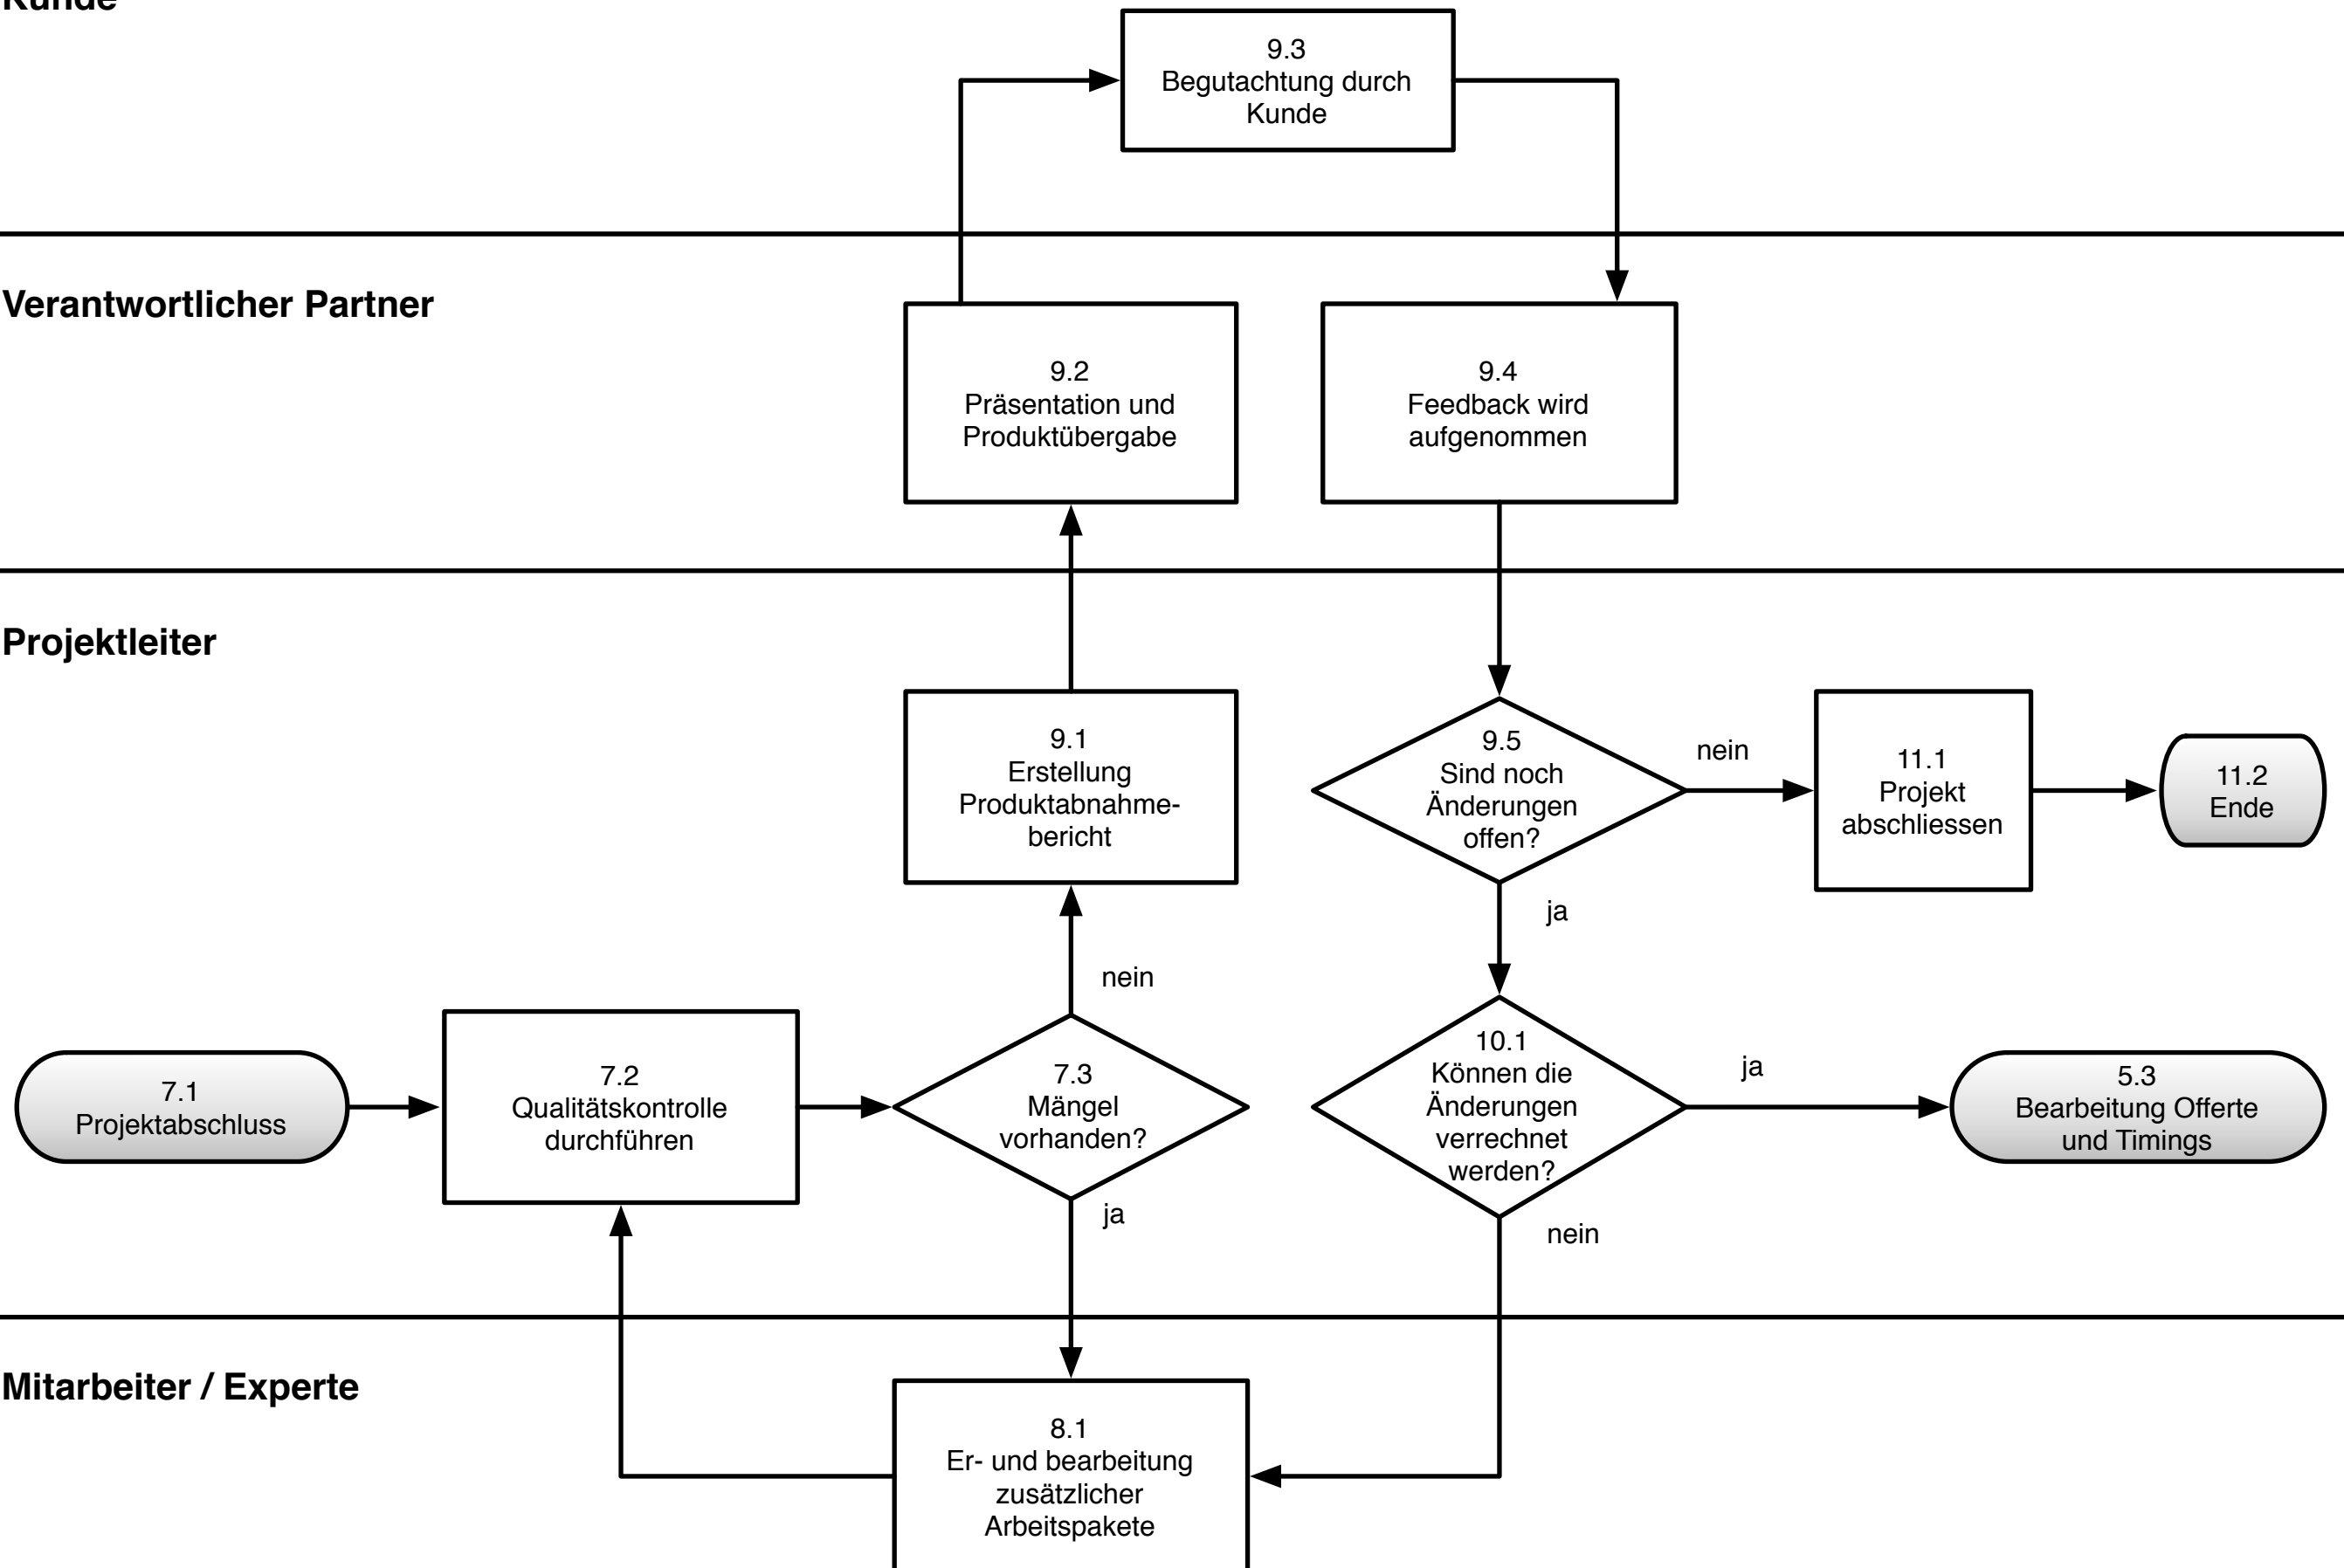 Kunde
9.3
Begutachtung durch
Kunde
Verantwortlicher Partner
9.2
Präsentation und
Produktübergabe
9.4
Feedback wird
aufgenommen
Projektleiter
9.1
Erstellung
Produktabnahme-
bericht
9.5
Sind noch
Änderungen
offen?
nein
11.1
Projekt
abschliessen
11.2
Ende
ja
nein
7.1
Projektabschluss
7.2
Qualitätskontrolle
durchführen
7.3
Mängel
vorhanden?
10.1
Können die
Änderungen
verrechnet
werden?
ja
5.3
Bearbeitung Offerte
und Timings
ja
nein
Mitarbeiter / Experte
8.1
Er- und bearbeitung
zusätzlicher
Arbeitspakete